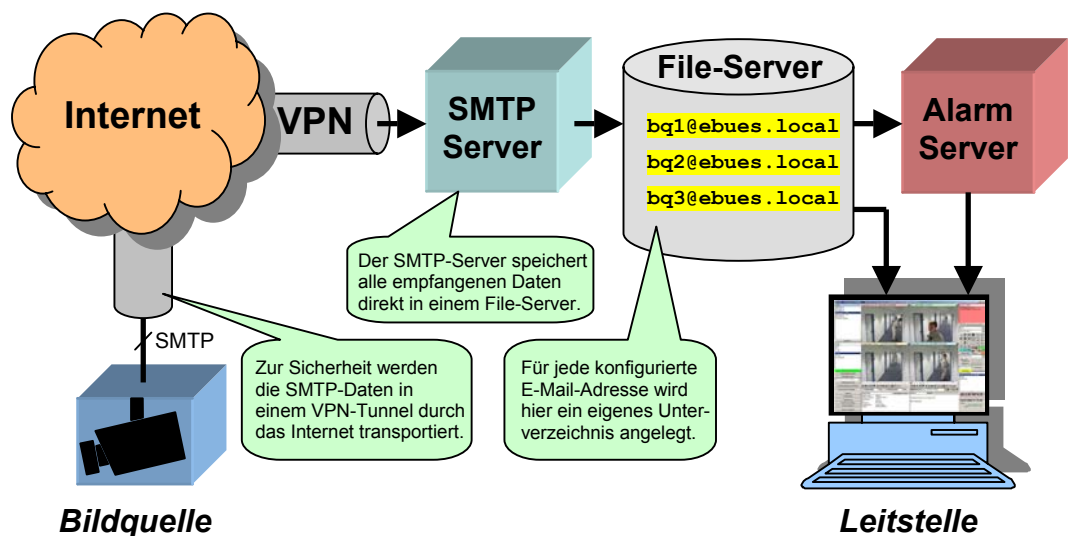 Internet
VPN
SMTP
Server
File-Server
bq1@ebues.local
bq2@ebues.local
bq3@ebues.local
Alarm
Server
Der SMTP-Server speichert
alle empfangenen Daten
direkt in einem File-Server.
SMTP
Zur Sicherheit werden
die SMTP-Daten in
einem VPN-Tunnel durch
das Internet transportiert.
Für jede konfigurierte
E-Mail-Adresse wird
hier ein eigenes Unter-
verzeichnis angelegt.
Bildquelle
Leitstelle